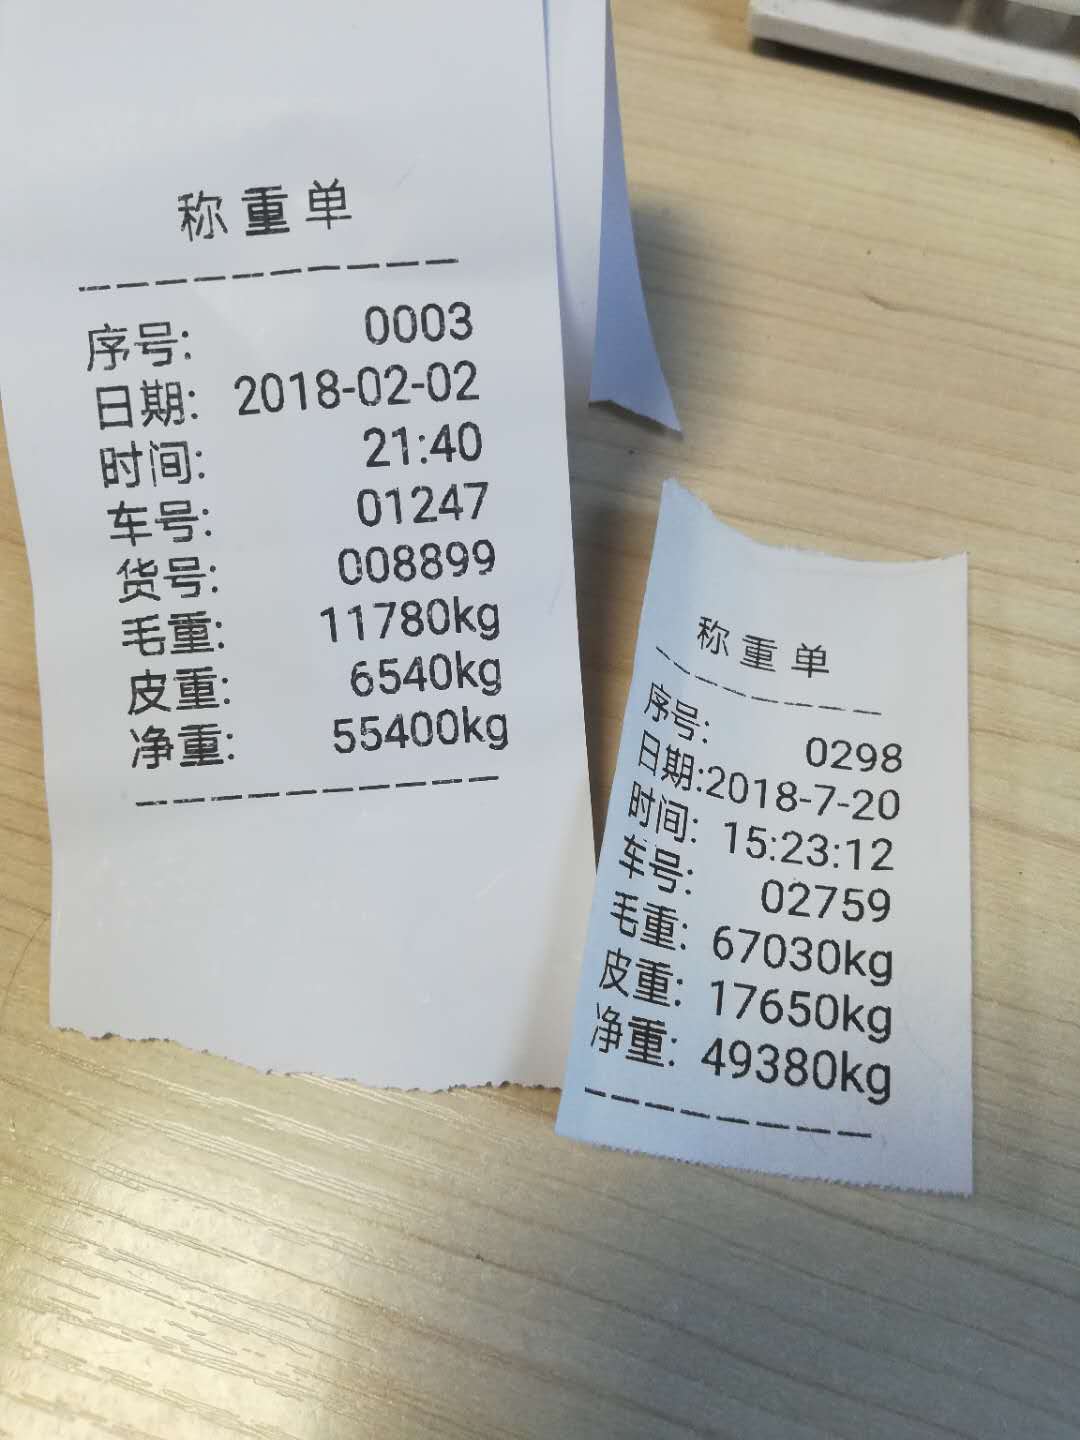 称重单
序号: 0003
日期: 2018-02-02
时间: 21:40
车号: 01247
货号: 008899
毛重: 11780kg
皮重: 6540kg
净重: 55400kg
称重单
序号: 0298
日期:2018-7-20
时间: 15:23:12
车号: 02759
毛重: 67030kg
皮重: 17650kg
净重: 49380kg